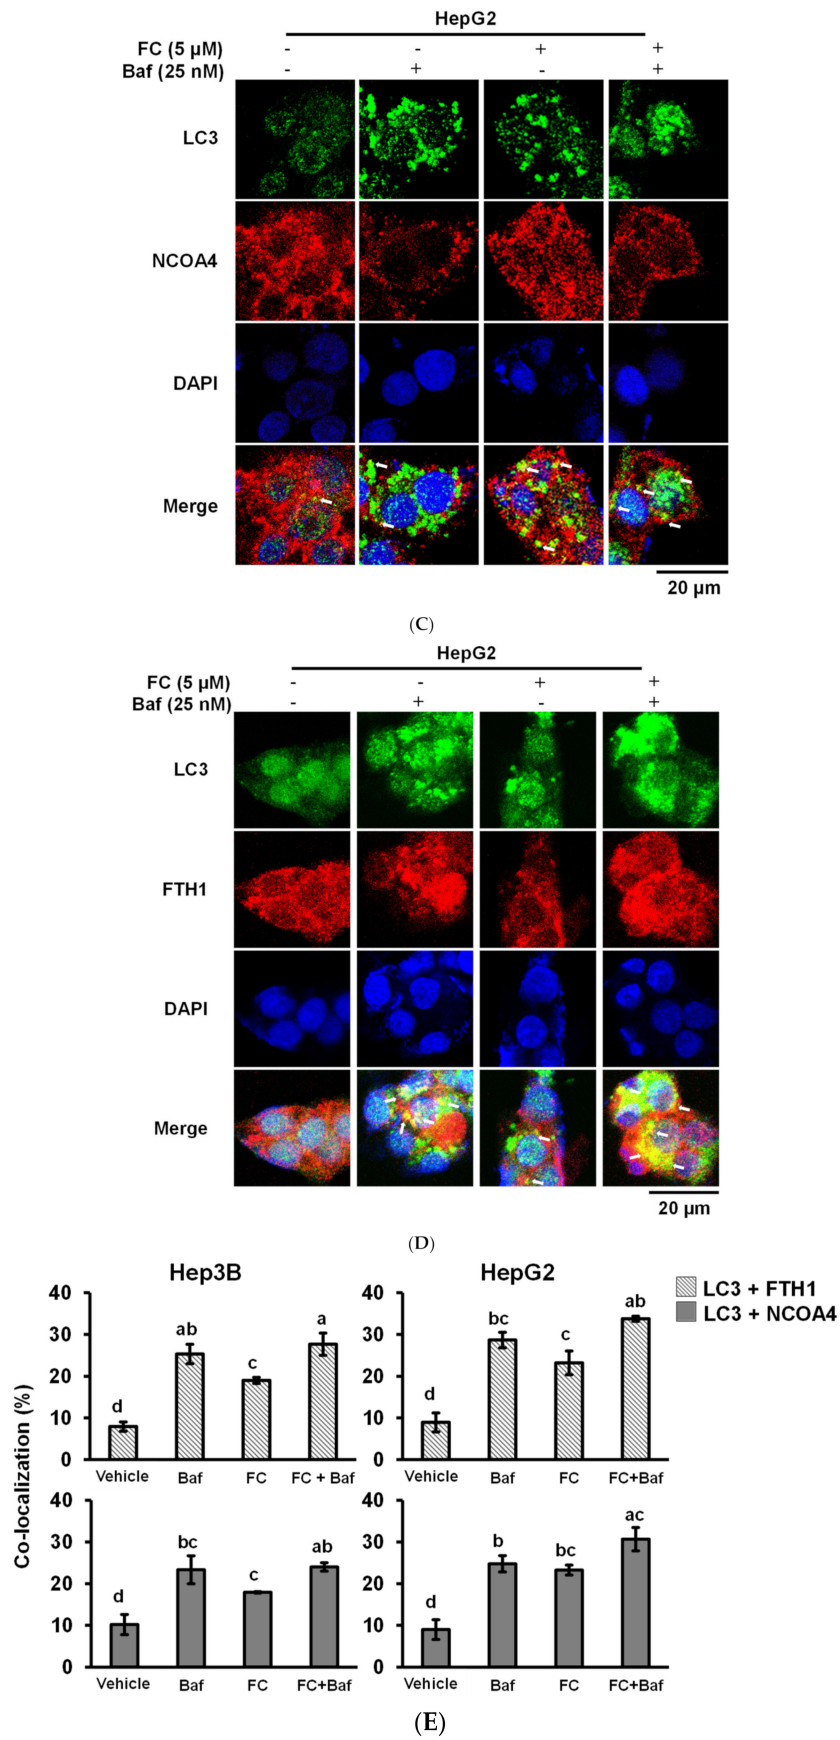 HepG2
FC (5 µM) - - + +
Baf (25 nM) - + - +
LC3
NCOA4
DAPI
Merge
20 µm
(C)
HepG2
FC (5 µM) - - + +
Baf (25 nM) - + - +
LC3
FTH1
DAPI
Merge
20 µm
(D)
Hep3B HepG2
LC3 + FTH1
LC3 + NCOA4
Co-localization (%)
40
30
20
10
0
d ab c a
Vehicle Baf FC FC + Baf
40
30
20
10
0
d bc c ab
Vehicle Baf FC FC+Baf
40
30
20
10
0
d bc c ab
Vehicle Baf FC FC+Baf
40
30
20
10
0
d b bc ac
Vehicle Baf FC FC+Baf
(E)